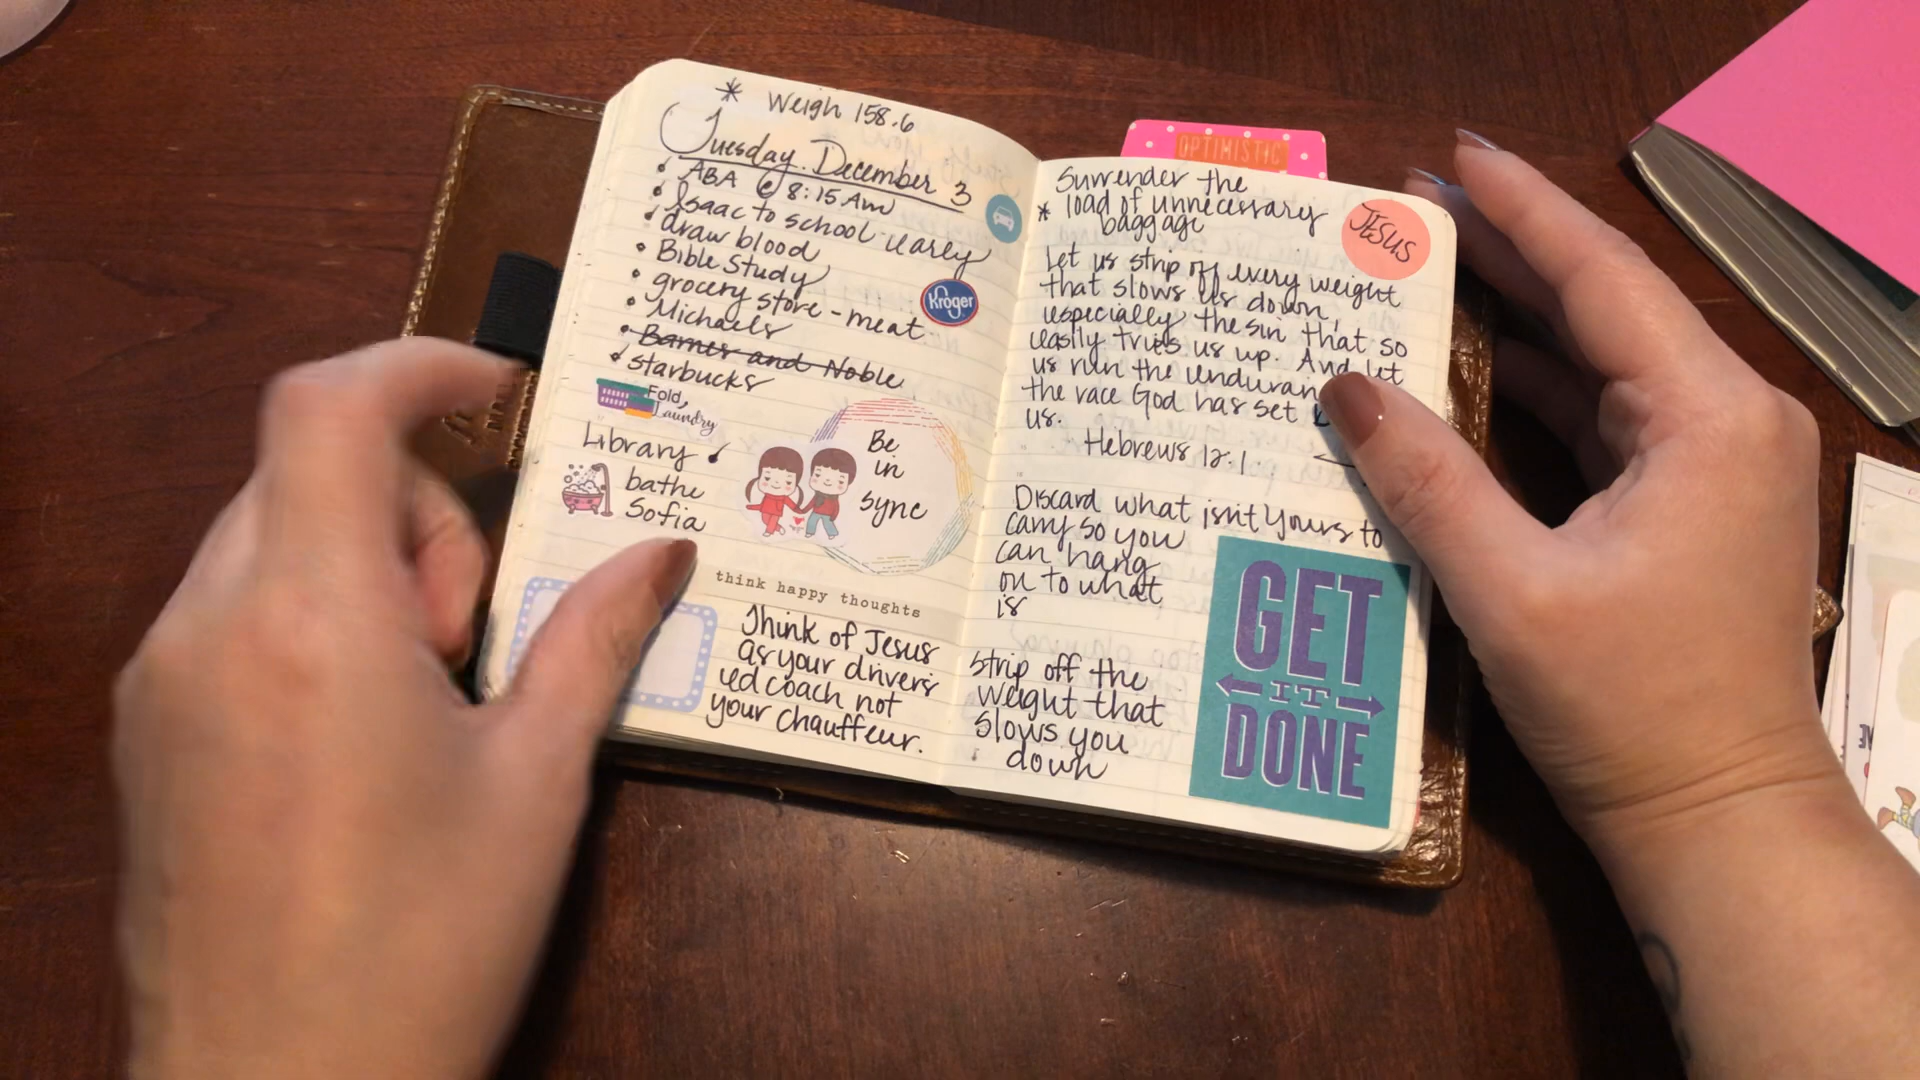 * Weigh 158.6
Tuesday. December 3
• ABA @ 8:15 Am
• Isaac to school early
• draw blood
• Bible Study
• grocery store - meat
Kroger
• Michaels
• Barnes and Noble
• starbucks
Fold
Laundry
Library
bathe
Sofia
Be
in
sync
think happy thoughts
Think of Jesus
as your drivers
ed coach not
your chauffeur.
OPTIMISTIC
Surrender the
* load of unnecessary
baggage
JESUS
Let us strip off every weight
that slows us down,
especially the sin that so
easily trips us up. And let
us run the
the race God has set
us.
Hebrews 12.1
Discard what isn't yours to
carry so you
can hang
on to what
is
strip off the
weight that
slows you
down
GET
IT
DONE